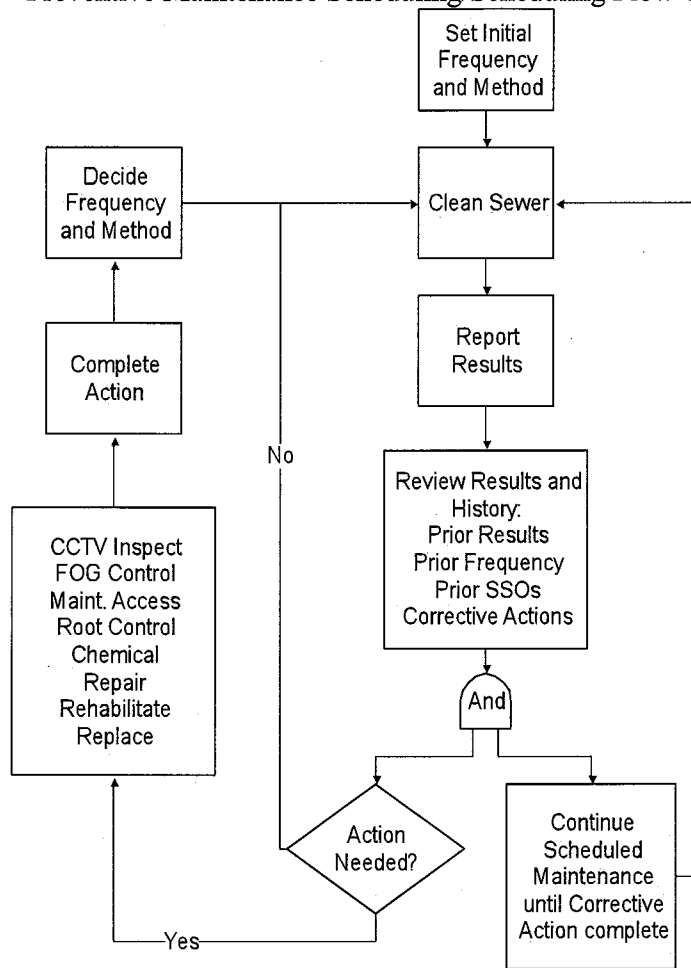 Set Initial
Frequency
and Method
Decide
Frequency
and Method
Clean Sewer
Complete
Action
Report
Results
No
Review Results and
History:
Prior Results
Prior Frequency
Prior SSOs
Corrective Actions
CCTV Inspect
FOG Control
Maint. Access
Root Control
Chemical
Repair
Rehabilitate
Replace
And
Action
Needed?
Continue
Scheduled
Maintenance
until Corrective
Action complete
Yes